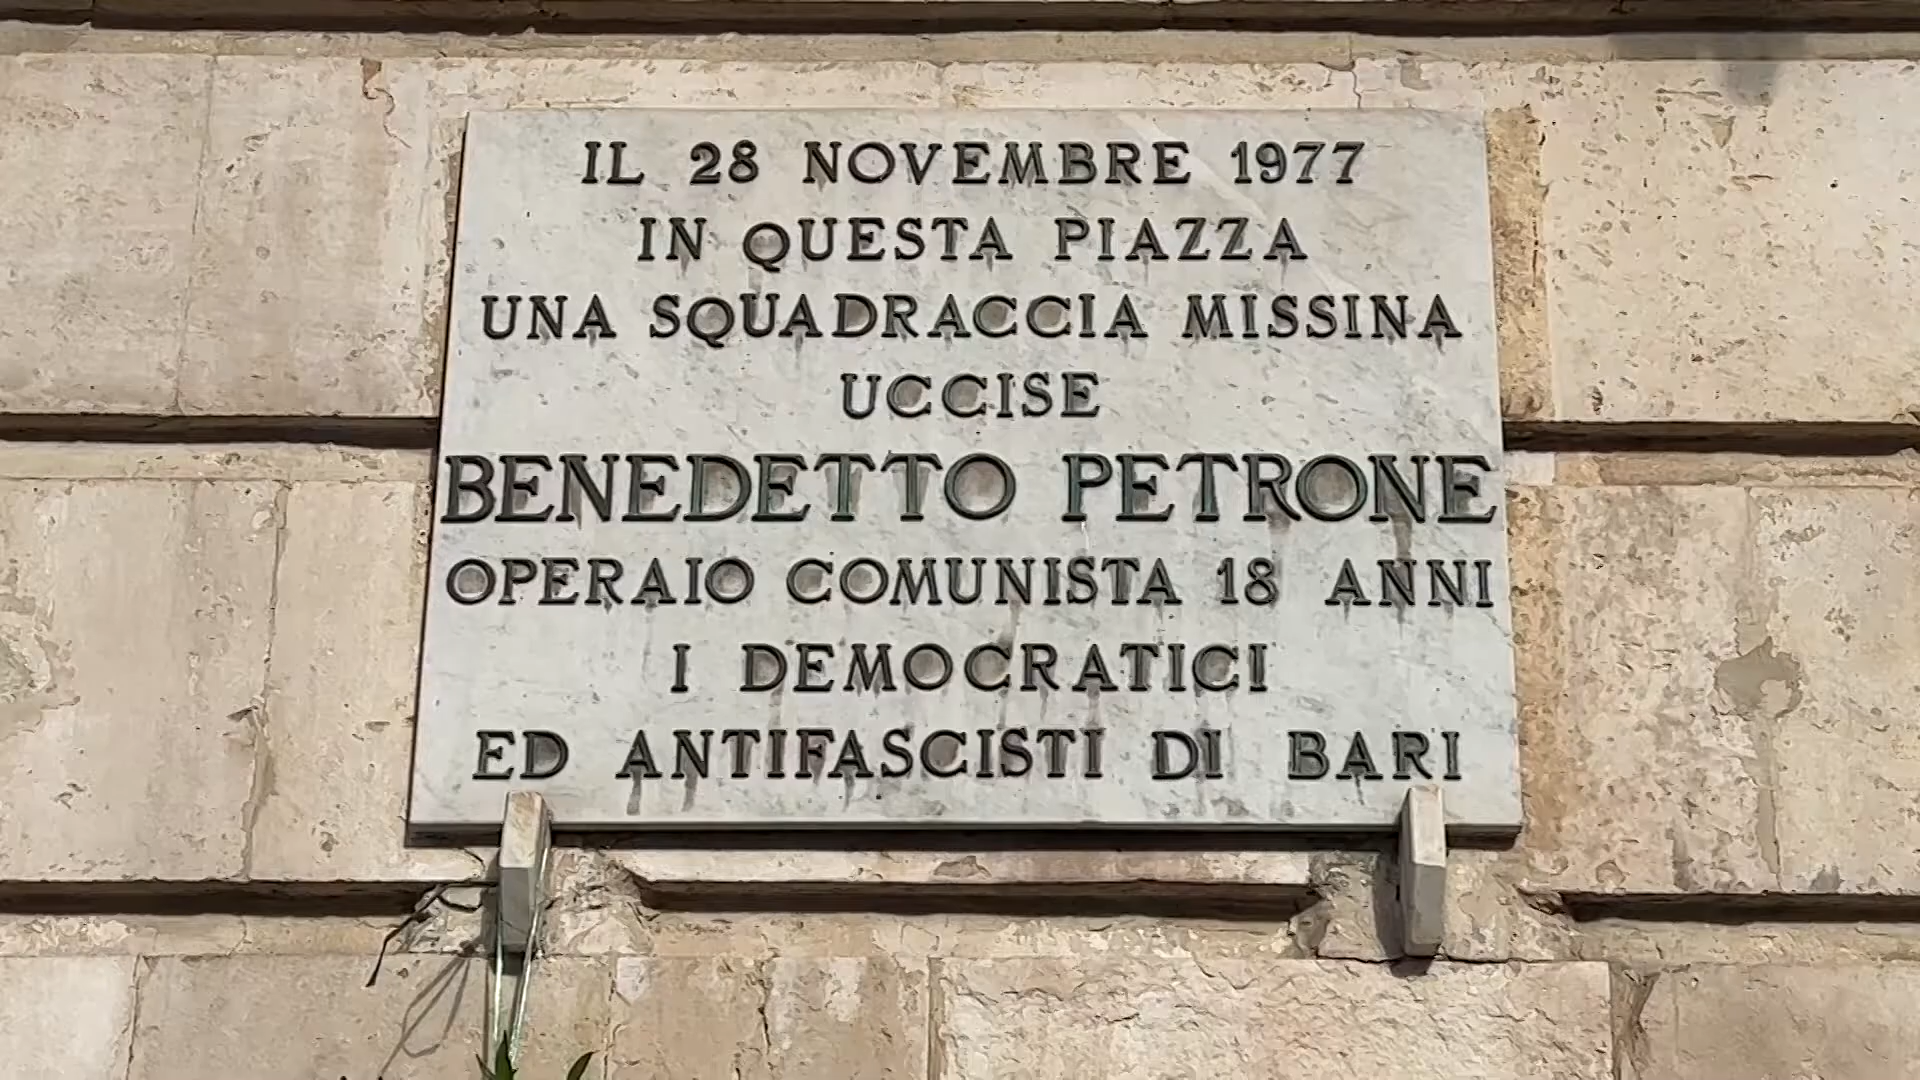 IL 28 NOVEMBRE 1977
IN QUESTA PIAZZA
UNA SQUADRACCIA MISSINA
UCCISE
BENEDETTO PETRONE
OPERAIO COMUNISTA 18 ANNI
I DEMOCRATICI
ED ANTIFASCISTI DI BARI